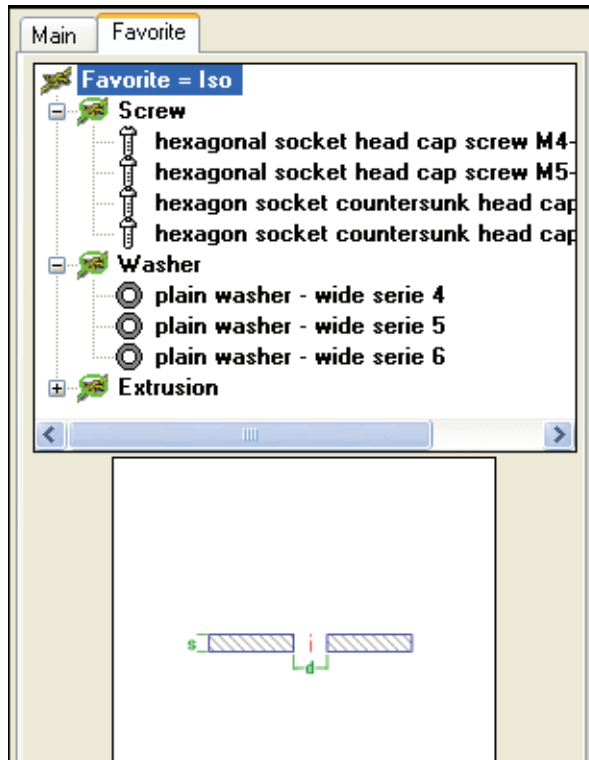 Main Favorite
Favorite = Iso
Screw
hexagonal socket head cap screw M4-
hexagonal socket head cap screw M5-
hexagon socket countersunk head cap
hexagon socket countersunk head cap
Washer
plain washer - wide serie 4
plain washer - wide serie 5
plain washer - wide serie 6
Extrusion
s
d